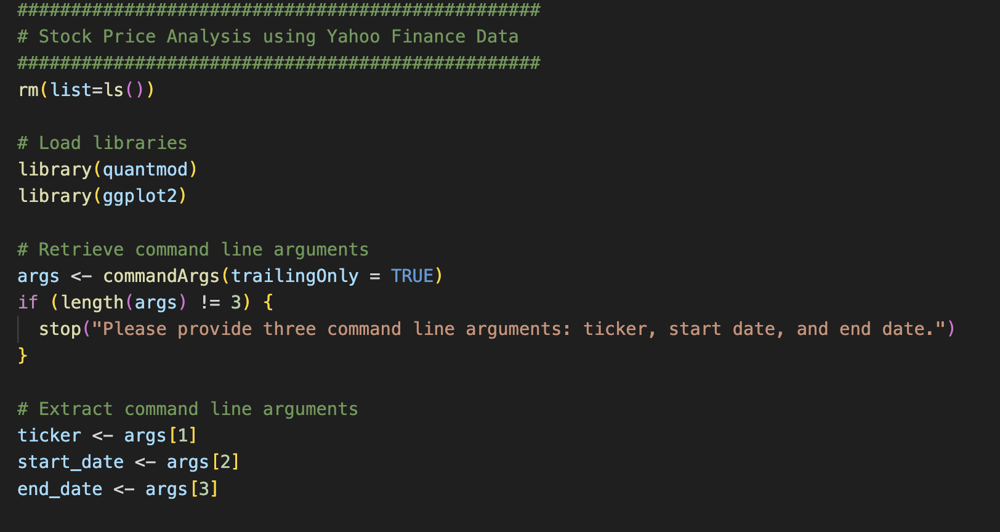 #################################################
# Stock Price Analysis using Yahoo Finance Data
#################################################
rm(list=ls())
# Load libraries
library(quantmod)
library(ggplot2)
# Retrieve command line arguments
args <- commandArgs(trailingOnly = TRUE)
if (length(args) != 3) {
  stop("Please provide three command line arguments: ticker, start date, and end date.")
}
# Extract command line arguments
ticker <- args[1]
start_date <- args[2]
end_date <- args[3]